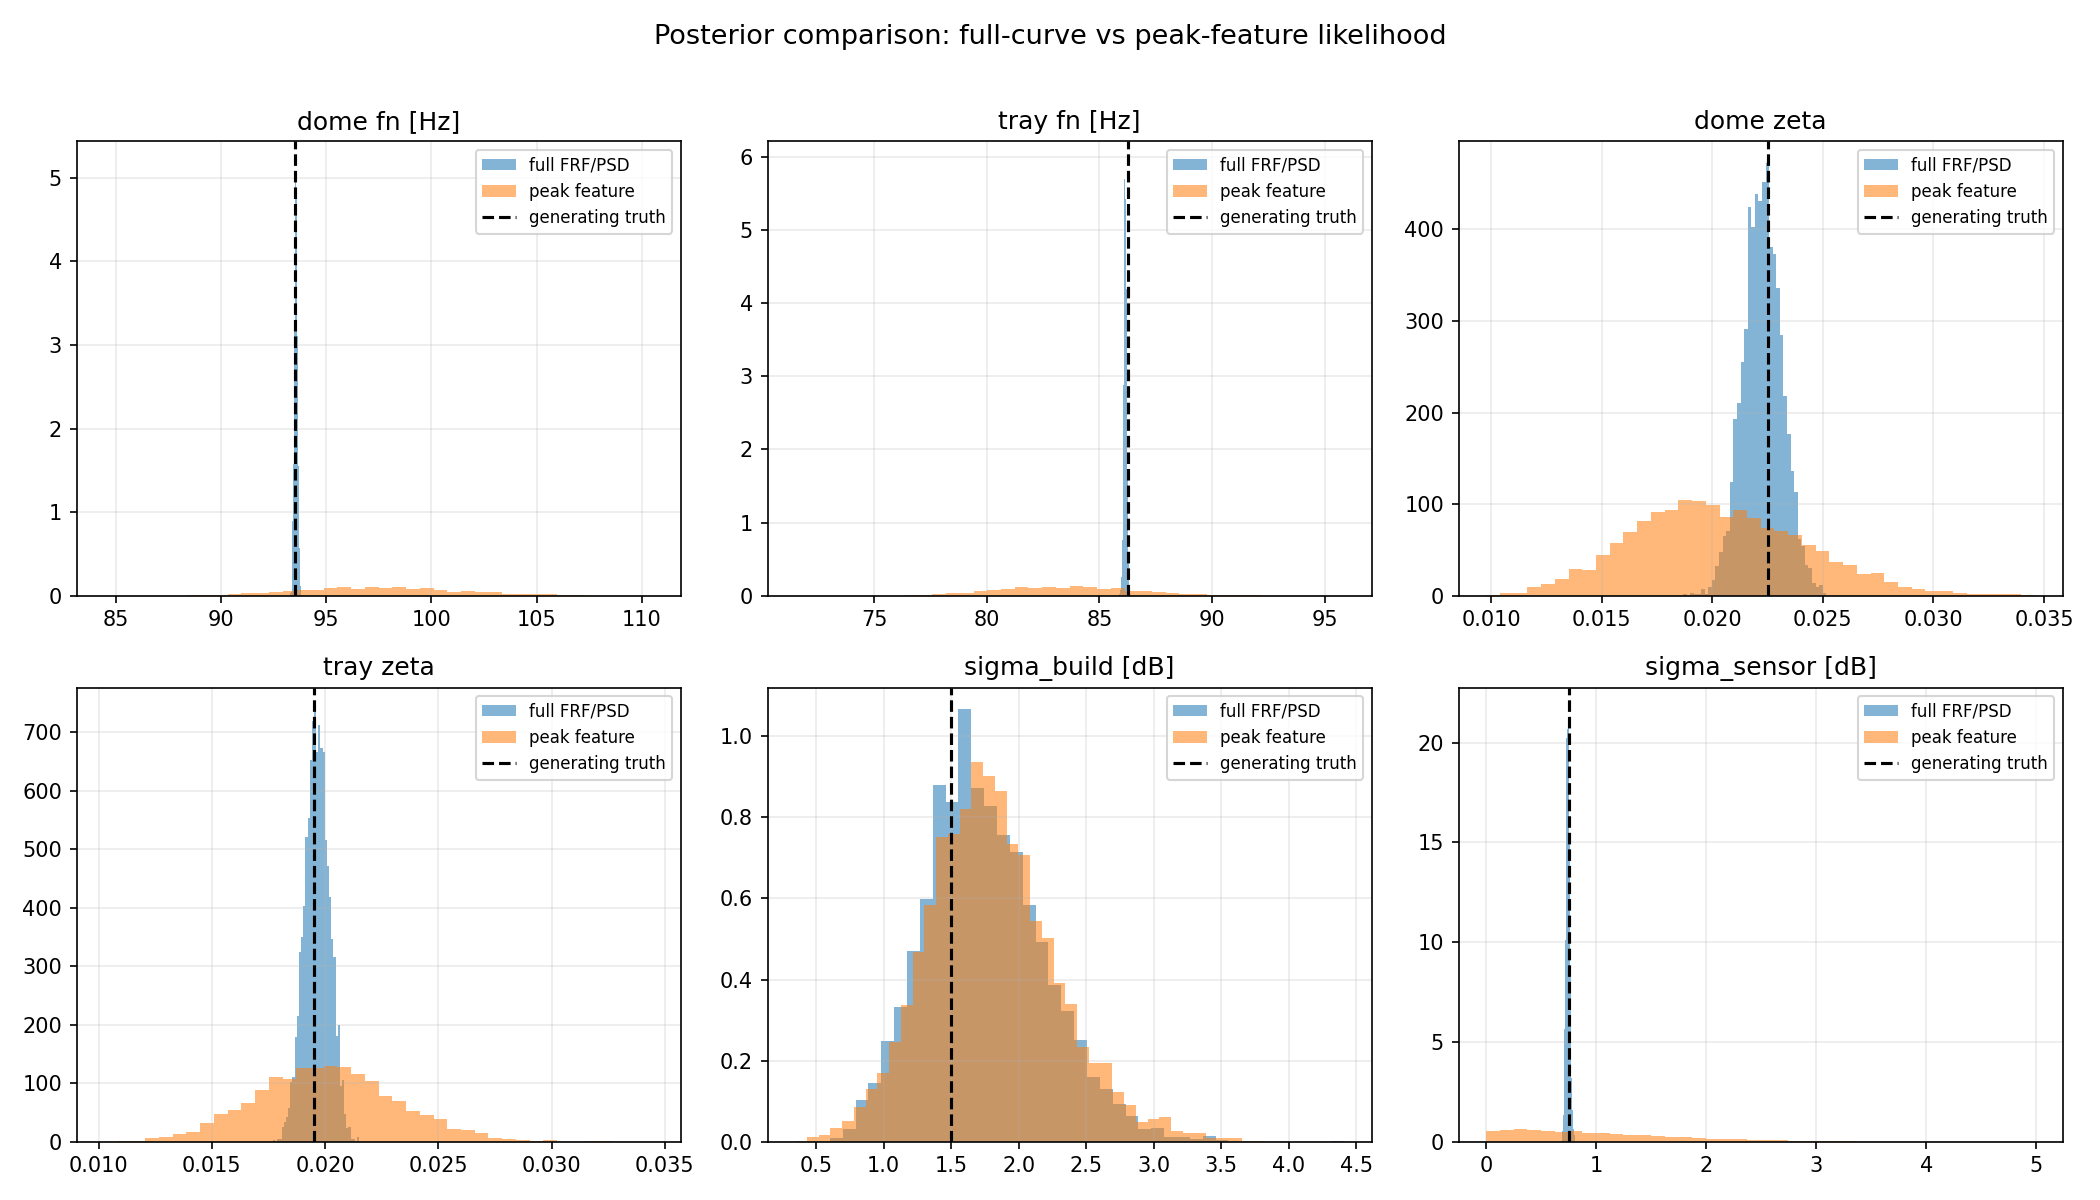 Posterior comparison: full-curve vs peak-feature likelihood
dome fn [Hz]
5
4
3
2
1
0
85 90 95 100 105 110
full FRF/PSD
peak feature
generating truth
tray fn [Hz]
6
5
4
3
2
1
0
75 80 85 90 95
full FRF/PSD
peak feature
generating truth
dome zeta
400
300
200
100
0
0.010 0.015 0.020 0.025 0.030 0.035
full FRF/PSD
peak feature
generating truth
tray zeta
700
600
500
400
300
200
100
0
0.010 0.015 0.020 0.025 0.030 0.035
full FRF/PSD
peak feature
generating truth
sigma_build [dB]
1.0
0.8
0.6
0.4
0.2
0.0
0.5 1.0 1.5 2.0 2.5 3.0 3.5 4.0 4.5
full FRF/PSD
peak feature
generating truth
sigma_sensor [dB]
20
15
10
5
0
0 1 2 3 4 5
full FRF/PSD
peak feature
generating truth